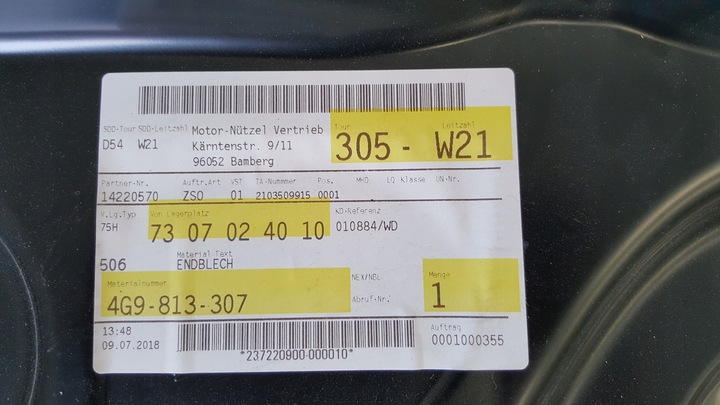 SDD-Tour SDD-Leitzahl Motor-Nützel Vertrieb Tour Leitzahl
D54 W21 Kärntenstr. 9/11 305 - W21
96052 Bamberg
Partner-Nr. Auftr.Art VST TA-Nummer Pos. MHD LQ Klasse UN-Nr.
14220570 ZSO 01 2103509915 0001
V.Lg.Typ Von Lagerplatz KD-Referenz
75H 73 07 02 40 10 010884/WD
Material Text
506 ENDBLECH
Materialnummer NEX/NBL Menge
4G9-813-307 Abruf-Nr. 1
13:48 Auftrag
09.07.2018 0001000355
*237220900-000010*